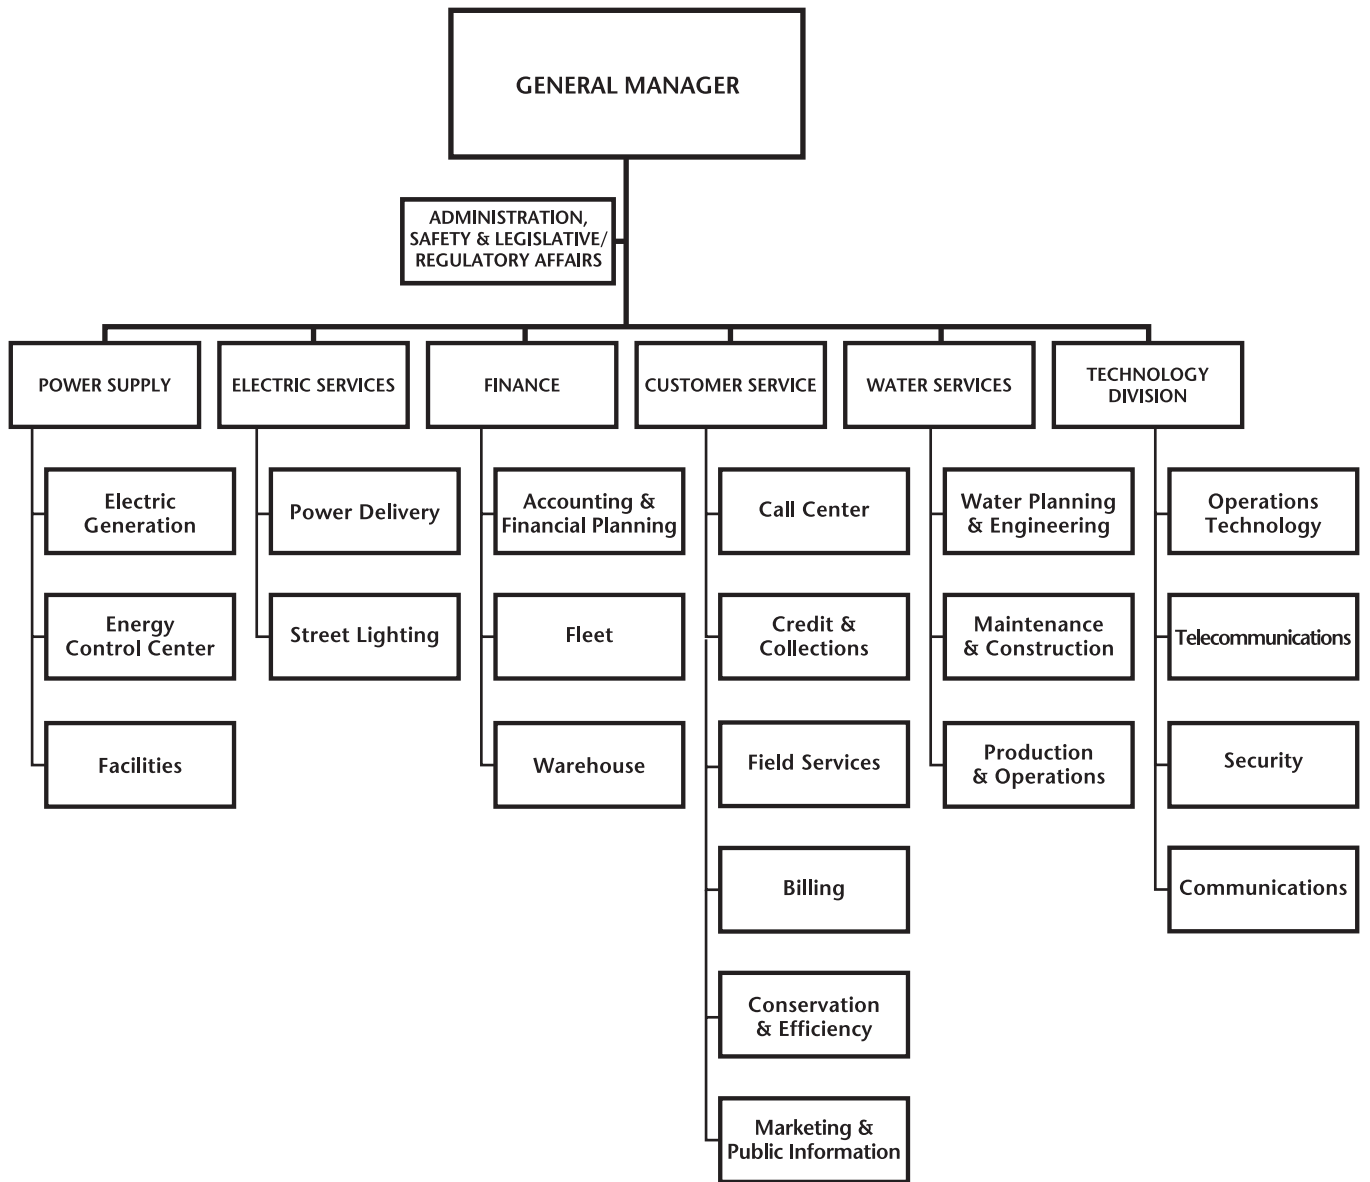 GENERAL MANAGER
ADMINISTRATION,
SAFETY & LEGISLATIVE/
REGULATORY AFFAIRS
POWER SUPPLY
ELECTRIC SERVICES
FINANCE
CUSTOMER SERVICE
WATER SERVICES
TECHNOLOGY
DIVISION
Electric
Generation
Energy
Control Center
Facilities
Power Delivery
Street Lighting
Accounting &
Financial Planning
Fleet
Warehouse
Call Center
Credit &
Collections
Field Services
Billing
Conservation
& Efficiency
Marketing &
Public Information
Water Planning
& Engineering
Maintenance
& Construction
Production
& Operations
Operations
Technology
Telecommunications
Security
Communications